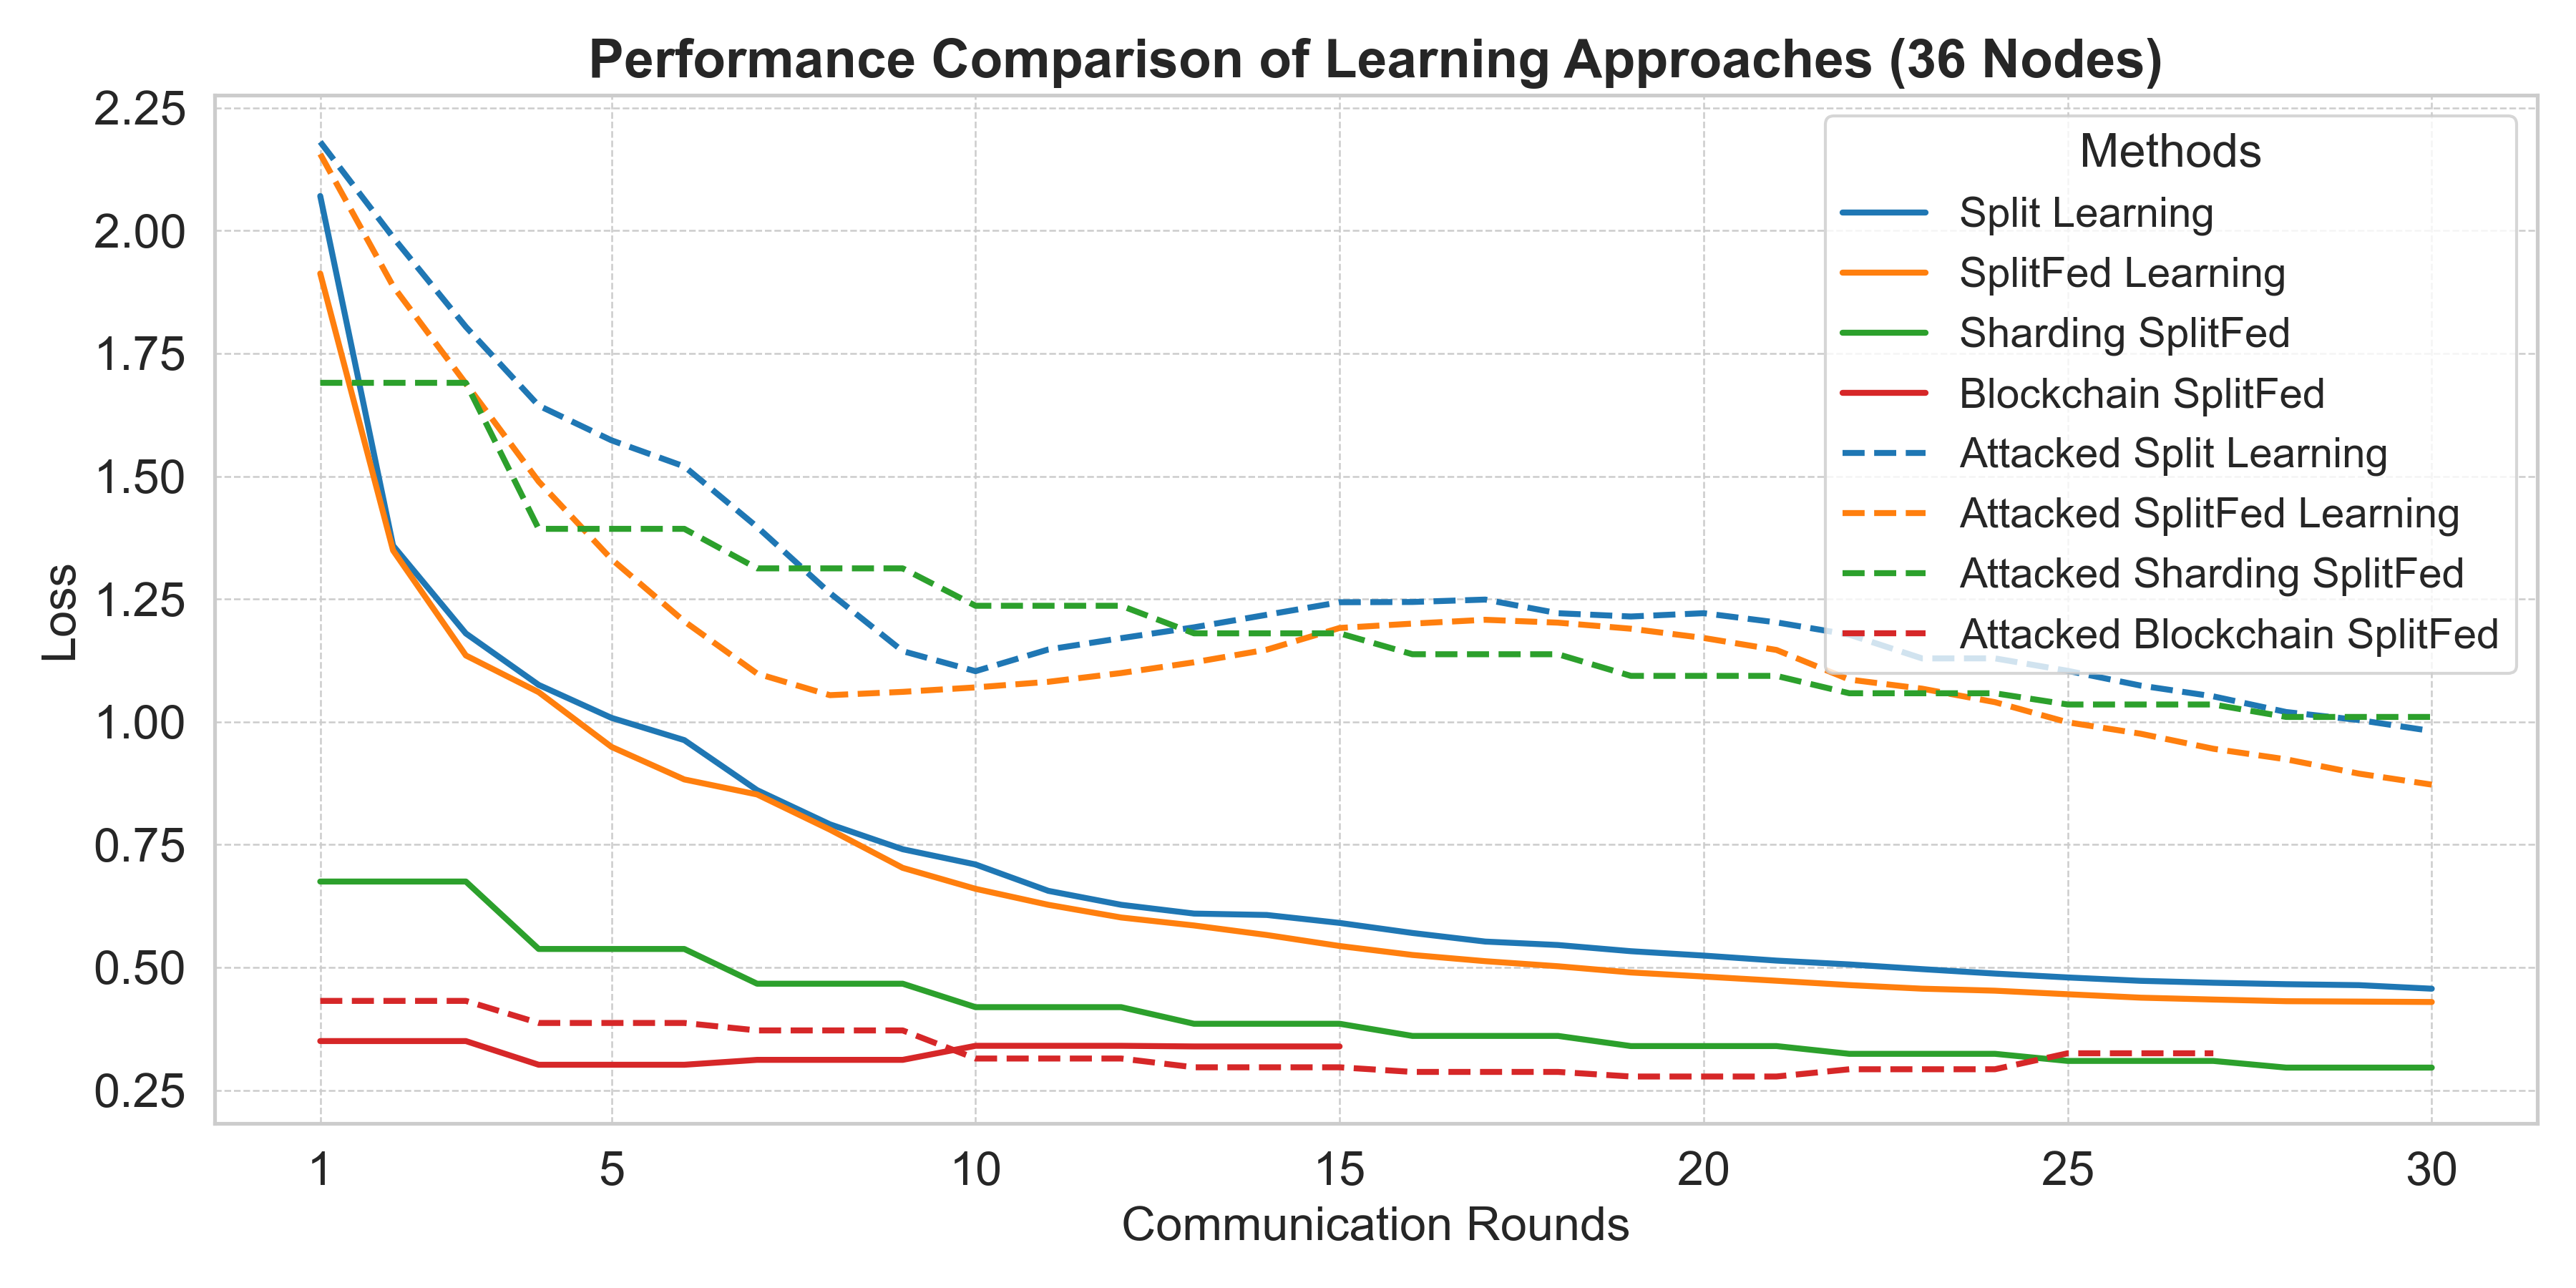 Performance Comparison of Learning Approaches (36 Nodes)
2.25
2.00
1.75
1.50
1.25
1.00
0.75
0.50
0.25
Loss
Methods
Split Learning
SplitFed Learning
Sharding SplitFed
Blockchain SplitFed
Attacked Split Learning
Attacked SplitFed Learning
Attacked Sharding SplitFed
Attacked Blockchain SplitFed
1 5 10 15 20 25 30
Communication Rounds